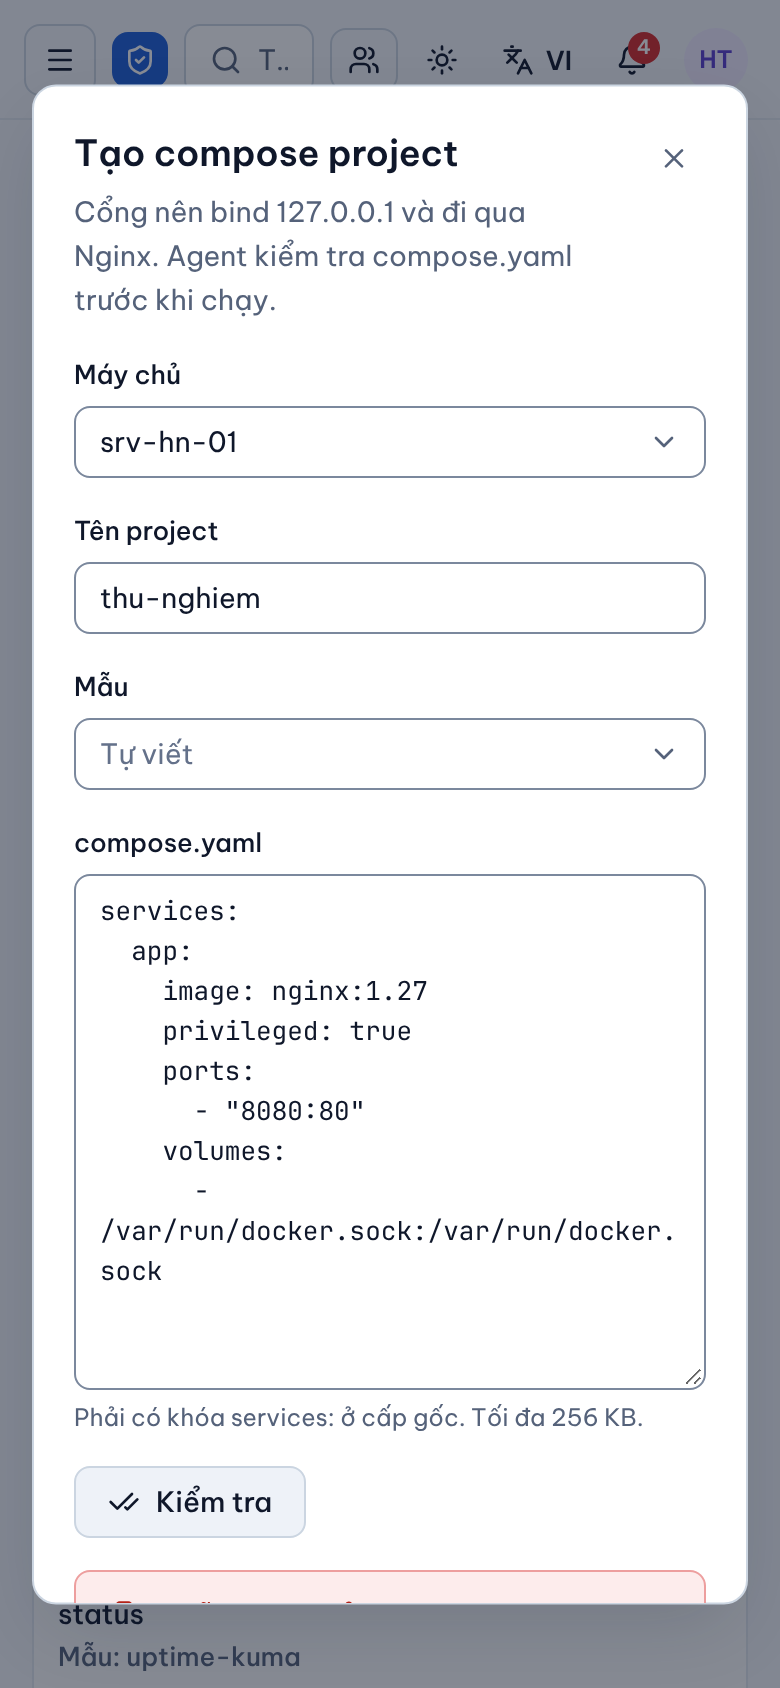 T..
VI
4
HT
Tạo compose project
Cổng nên bind 127.0.0.1 và đi qua
Nginx. Agent kiểm tra compose.yaml
trước khi chạy.
Máy chủ
srv-hn-01
Tên project
thu-nghiem
Mẫu
Tự viết
compose.yaml
services:
  app:
    image: nginx:1.27
    privileged: true
    ports:
      - "8080:80"
    volumes:
      -
/var/run/docker.sock:/var/run/docker.
sock
Phải có khóa services: ở cấp gốc. Tối đa 256 KB.
Kiểm tra
status
Mẫu: uptime-kuma